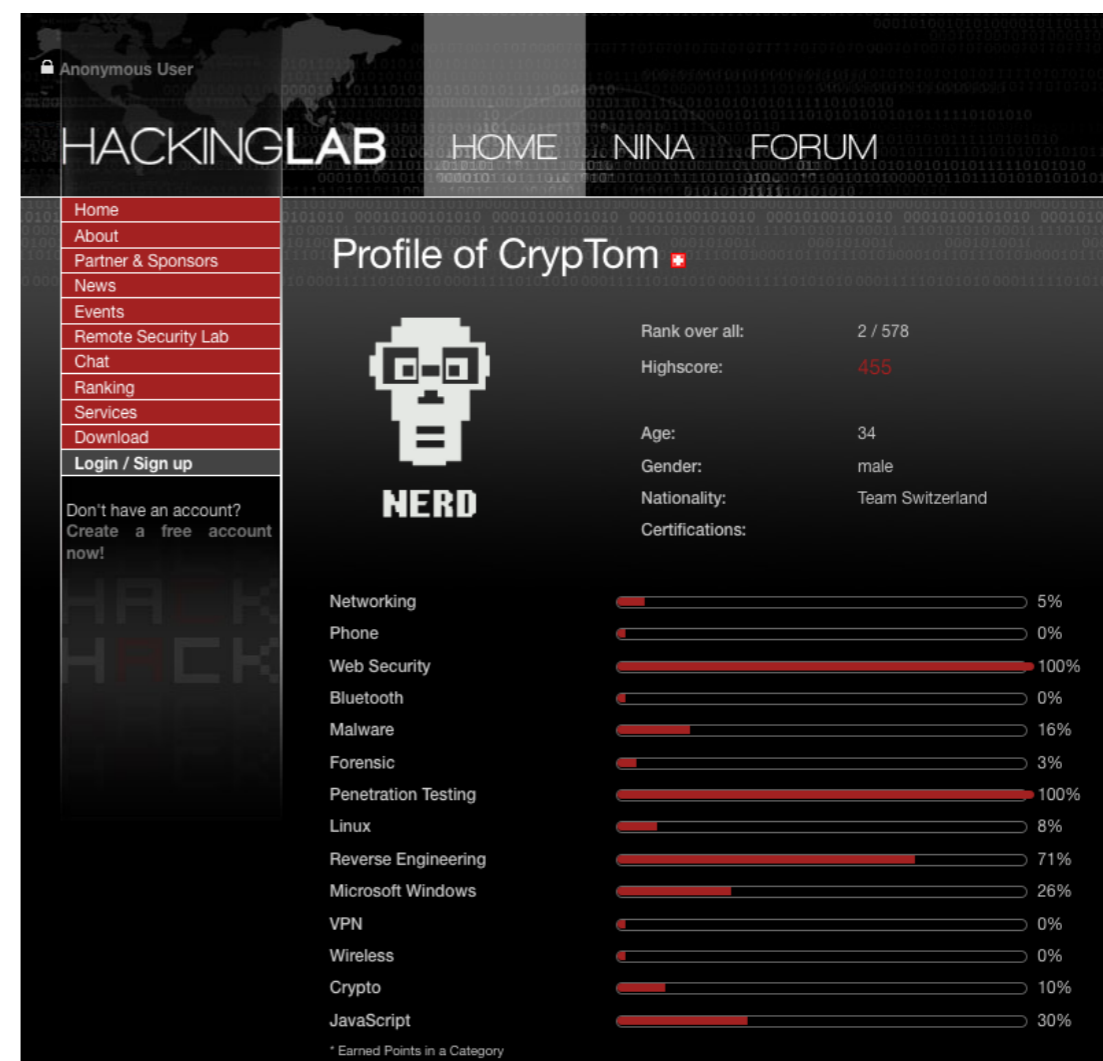 Anonymous User
HACKINGLAB HOME NINA FORUM
Home
About
Partner & Sponsors
News
Events
Remote Security Lab
Chat
Ranking
Services
Download
Login / Sign up
Don't have an account?
Create a free account
now!
HACK
HACK
Profile of CrypTom
NERD
Rank over all: 2 / 578
Highscore: 455
Age: 34
Gender: male
Nationality: Team Switzerland
Certifications:
Networking 5%
Phone 0%
Web Security 100%
Bluetooth 0%
Malware 16%
Forensic 3%
Penetration Testing 100%
Linux 8%
Reverse Engineering 71%
Microsoft Windows 26%
VPN 0%
Wireless 0%
Crypto 10%
JavaScript 30%
* Earned Points in a Category